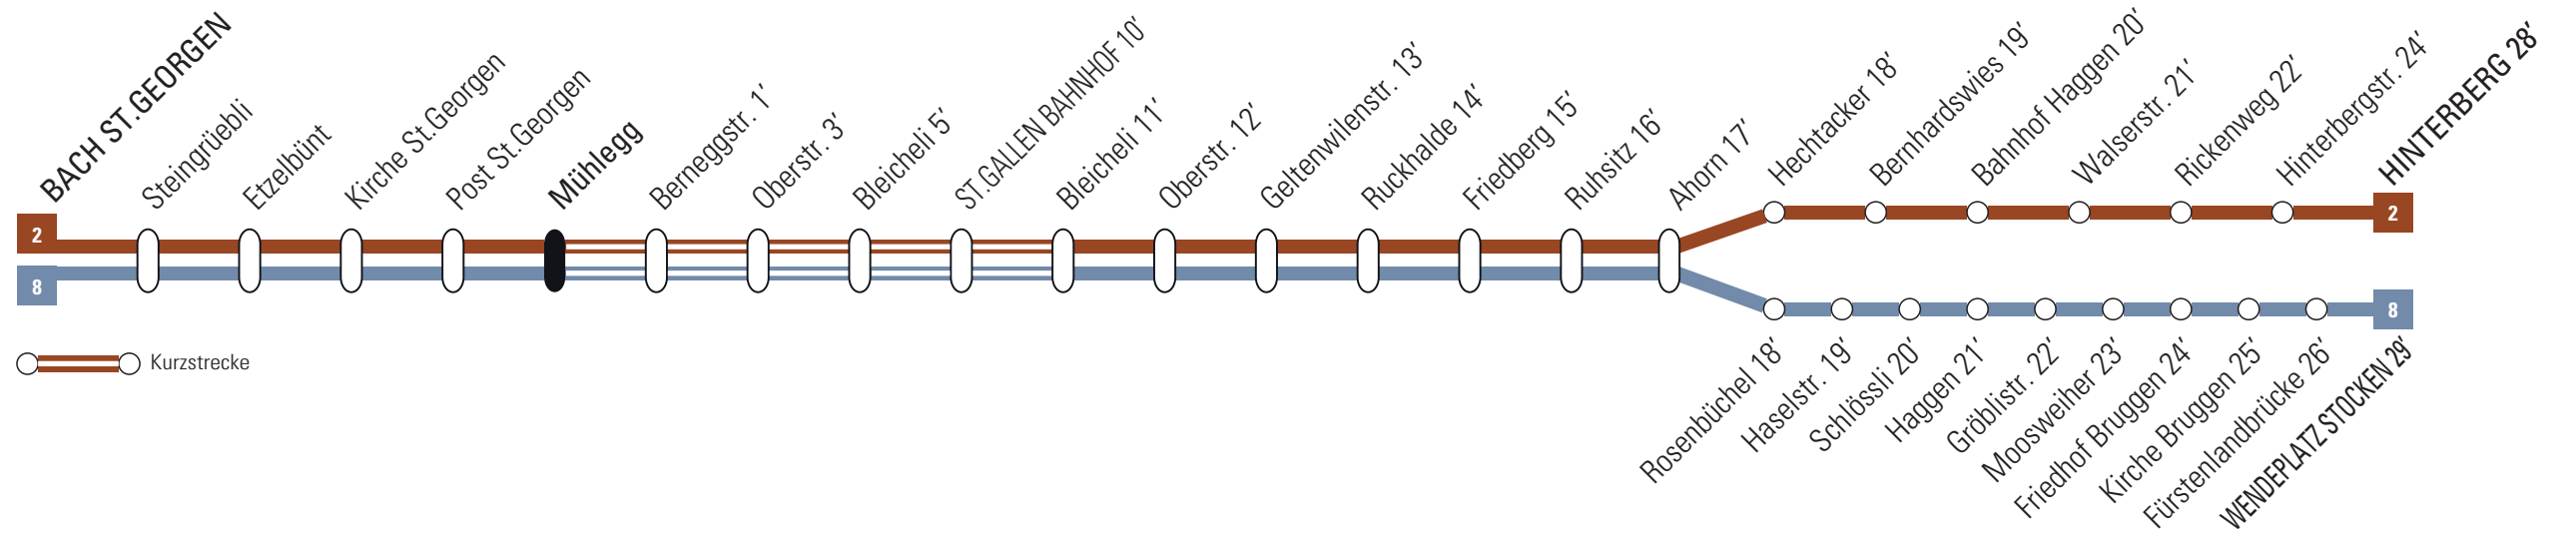 BACH ST.GEORGEN
Steingrüebli
Etzelbünt
Kirche St.Georgen
Post St.Georgen
Mühlegg
Berneggstr. 1'
Oberstr. 3'
Bleicheli 5'
ST.GALLEN BAHNHOF 10'
Bleicheli 11'
Oberstr. 12'
Geltenwilenstr. 13'
Ruckhalde 14'
Friedberg 15'
Ruhsitz 16'
Ahorn 17'
Hechtacker 18'
Bernhardswies 19'
Bahnhof Haggen 20'
Walserstr. 21'
Rickenweg 22'
Hinterbergstr. 24'
HINTERBERG 28'
2
2
8
8
Kurzstrecke
Rosenbüchel 18'
Haselstr. 19'
Schlössli 20'
Haggen 21'
Gröblistr. 22'
Moosweiher 23'
Friedhof Bruggen 24'
Kirche Bruggen 25'
Fürstenlandbrücke 26'
WENDEPLATZ STOCKEN 29'